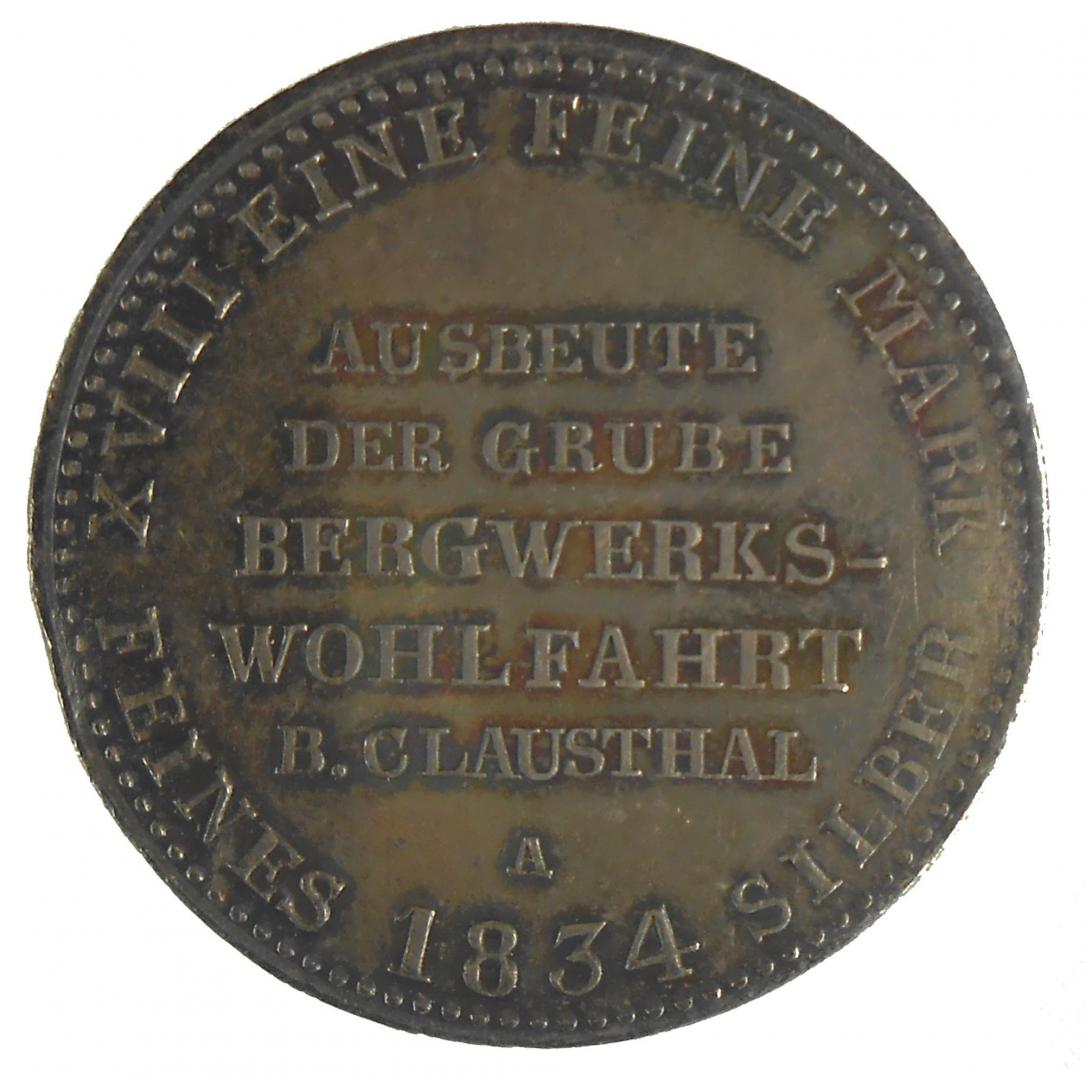 XVIII EINE FEINE MARK
AUSBEUTE
DER GRUBE
BERGWERKS-
WOHLFAHRT
B. CLAUSTHAL
A
FEINES 1834 SILBER